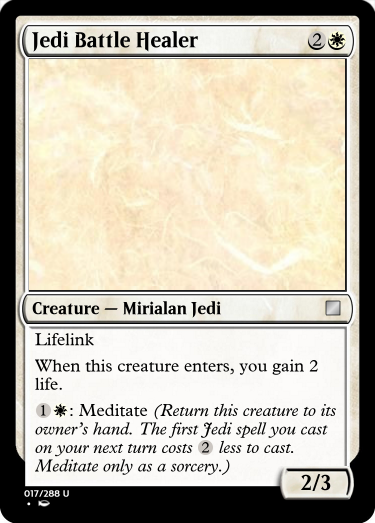 Jedi Battle Healer 2
Creature — Mirialan Jedi
Lifelink
When this creature enters, you gain 2
life.
1 : Meditate (Return this creature to its
owner's hand. The first Jedi spell you cast
on your next turn costs 2 less to cast.
Meditate only as a sorcery.)
2/3
017/288 U